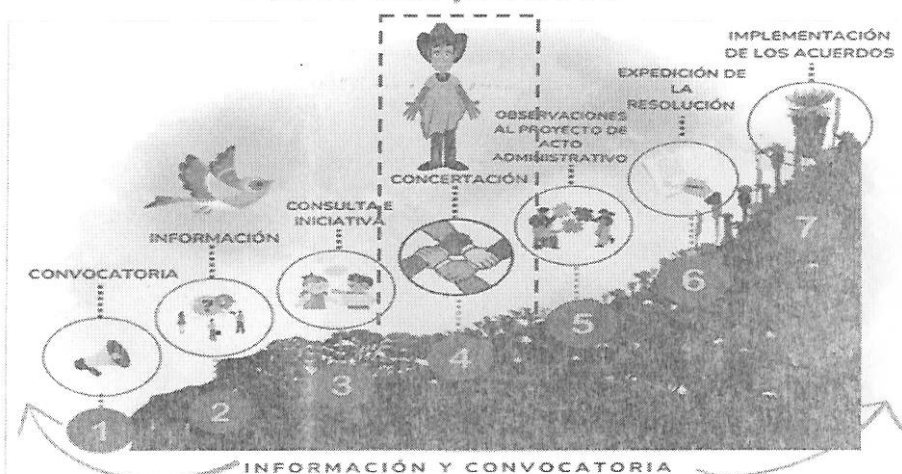 CONVOCATORIA
INFORMACIÓN
CONSULTA E
INICIATIVA
CONCERTACIÓN
OBSERVACIONES
AL PROYECTO DE
ACTO
ADMINISTRATIVO
EXPEDICIÓN DE
LA
RESOLUCIÓN
IMPLEMENTACIÓN
DE LOS ACUERDOS
1
2
3
4
5
6
7
INFORMACIÓN Y CONVOCATORIA